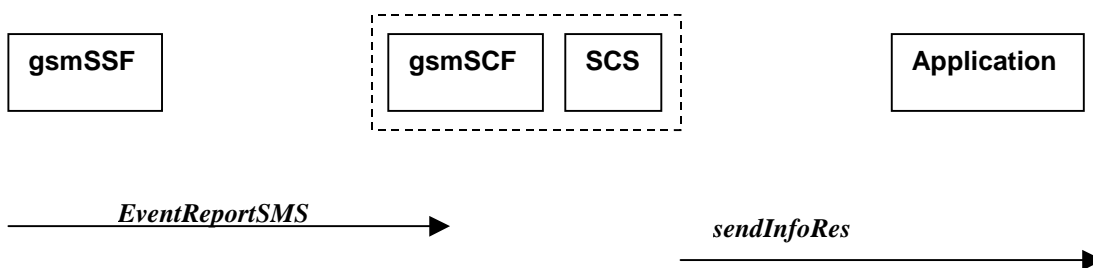 gsmSSF gsmSCF SCS Application
EventReportSMS
sendInfoRes